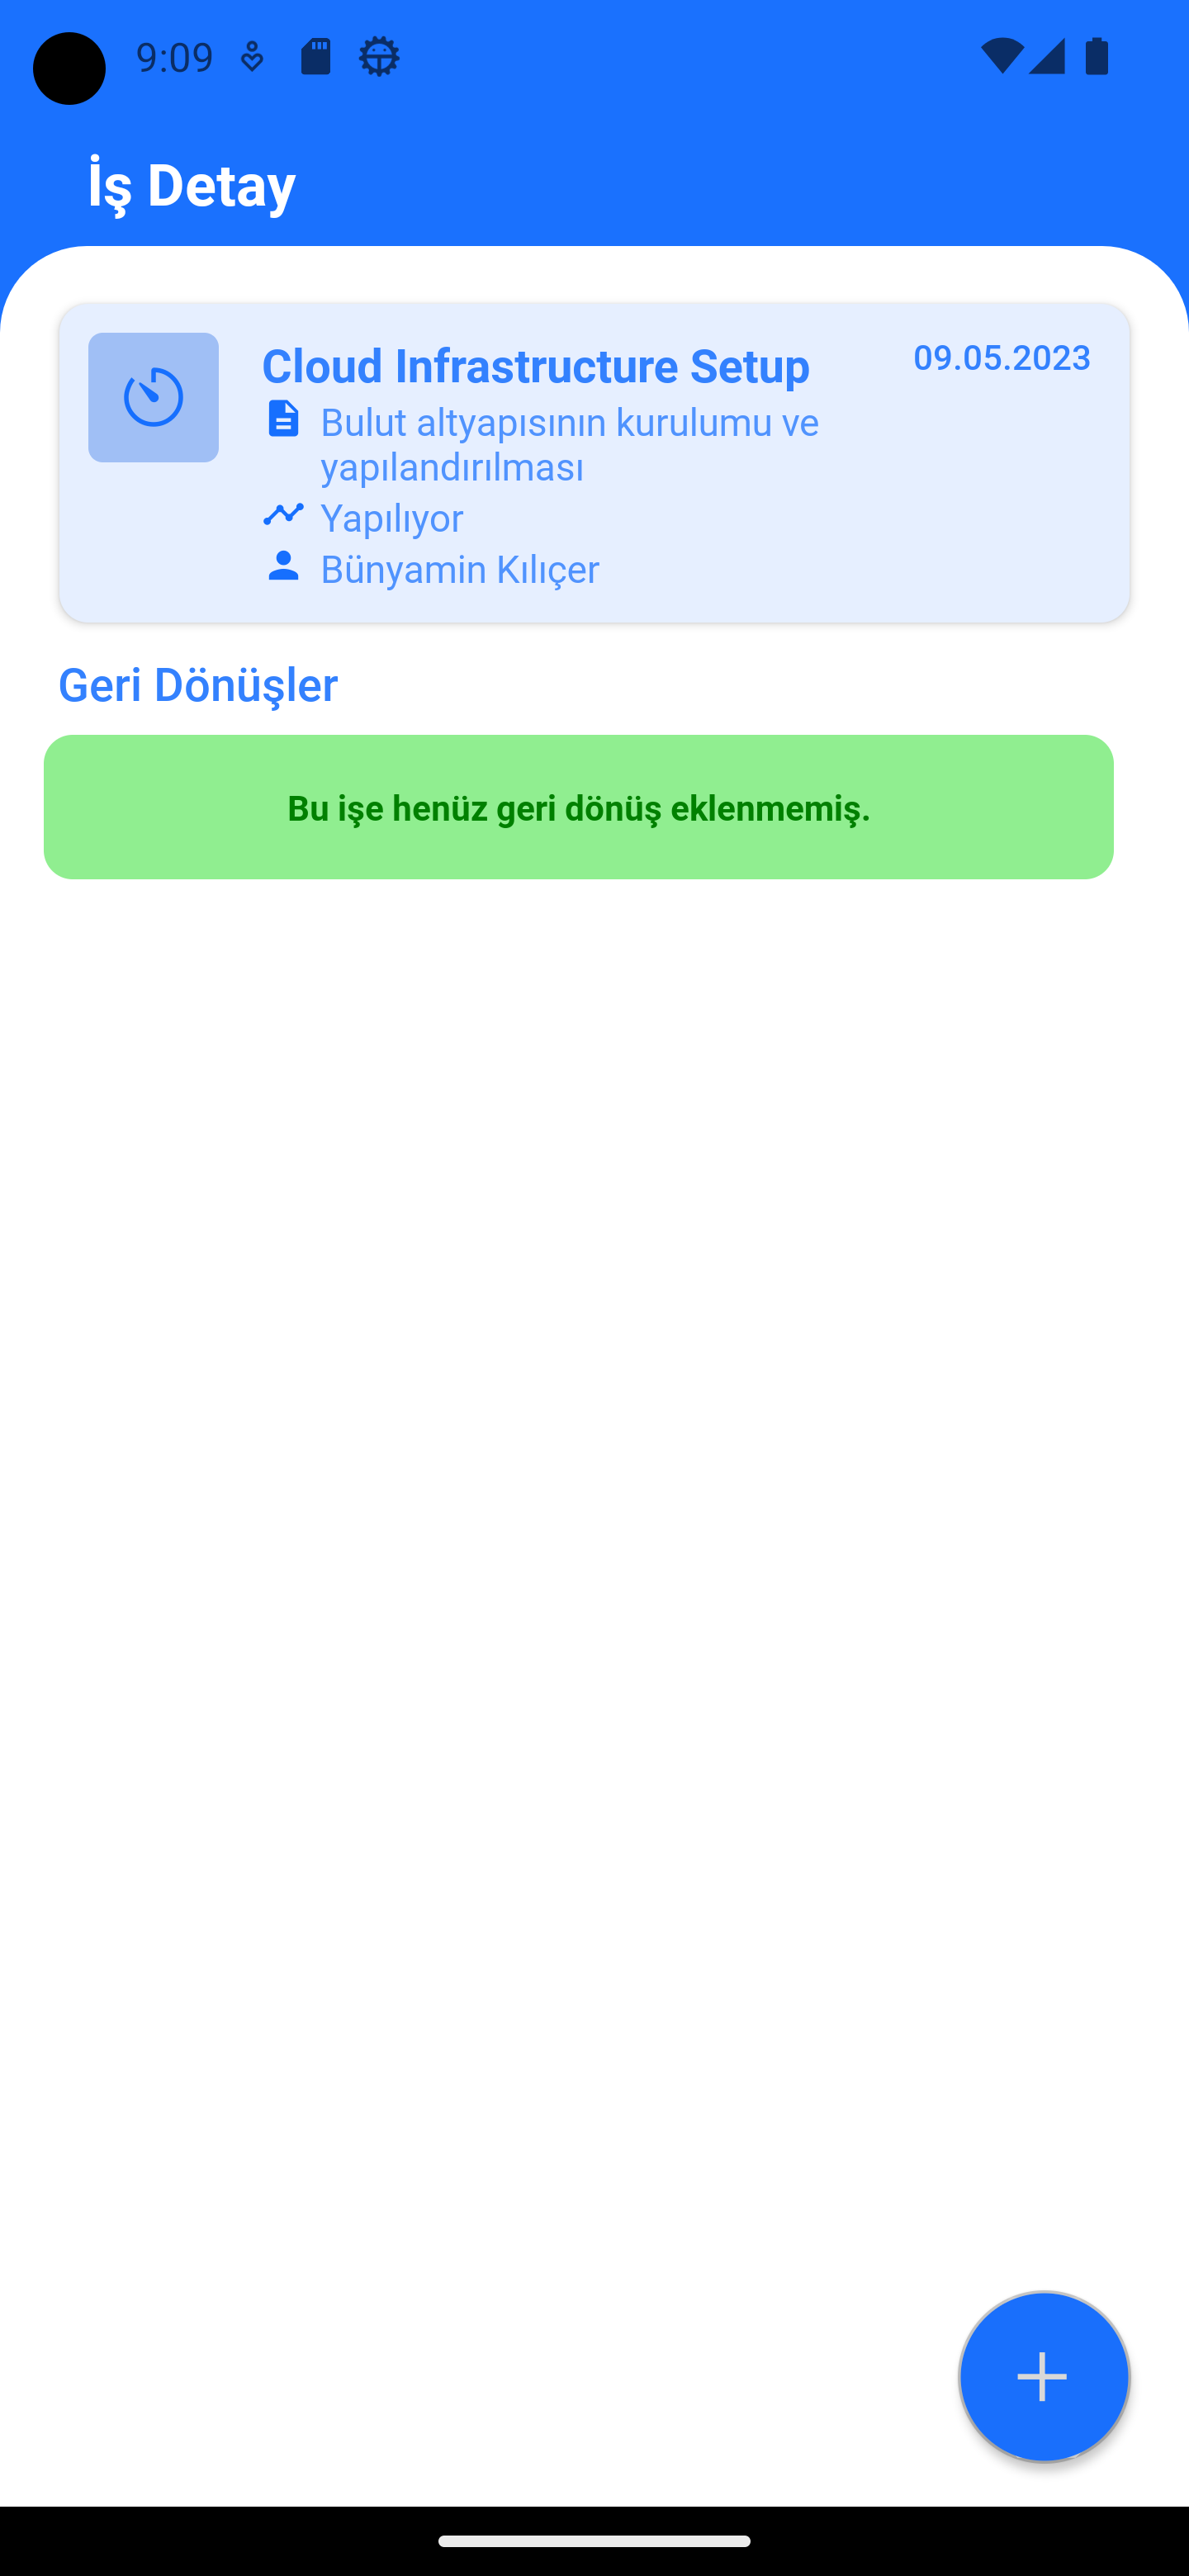 9:09
İş Detay
Cloud Infrastructure Setup
09.05.2023
Bulut altyapısının kurulumu ve
yapılandırılması
Yapılıyor
Bünyamin Kılıçer
Geri Dönüşler
Bu işe henüz geri dönüş eklenmemiş.